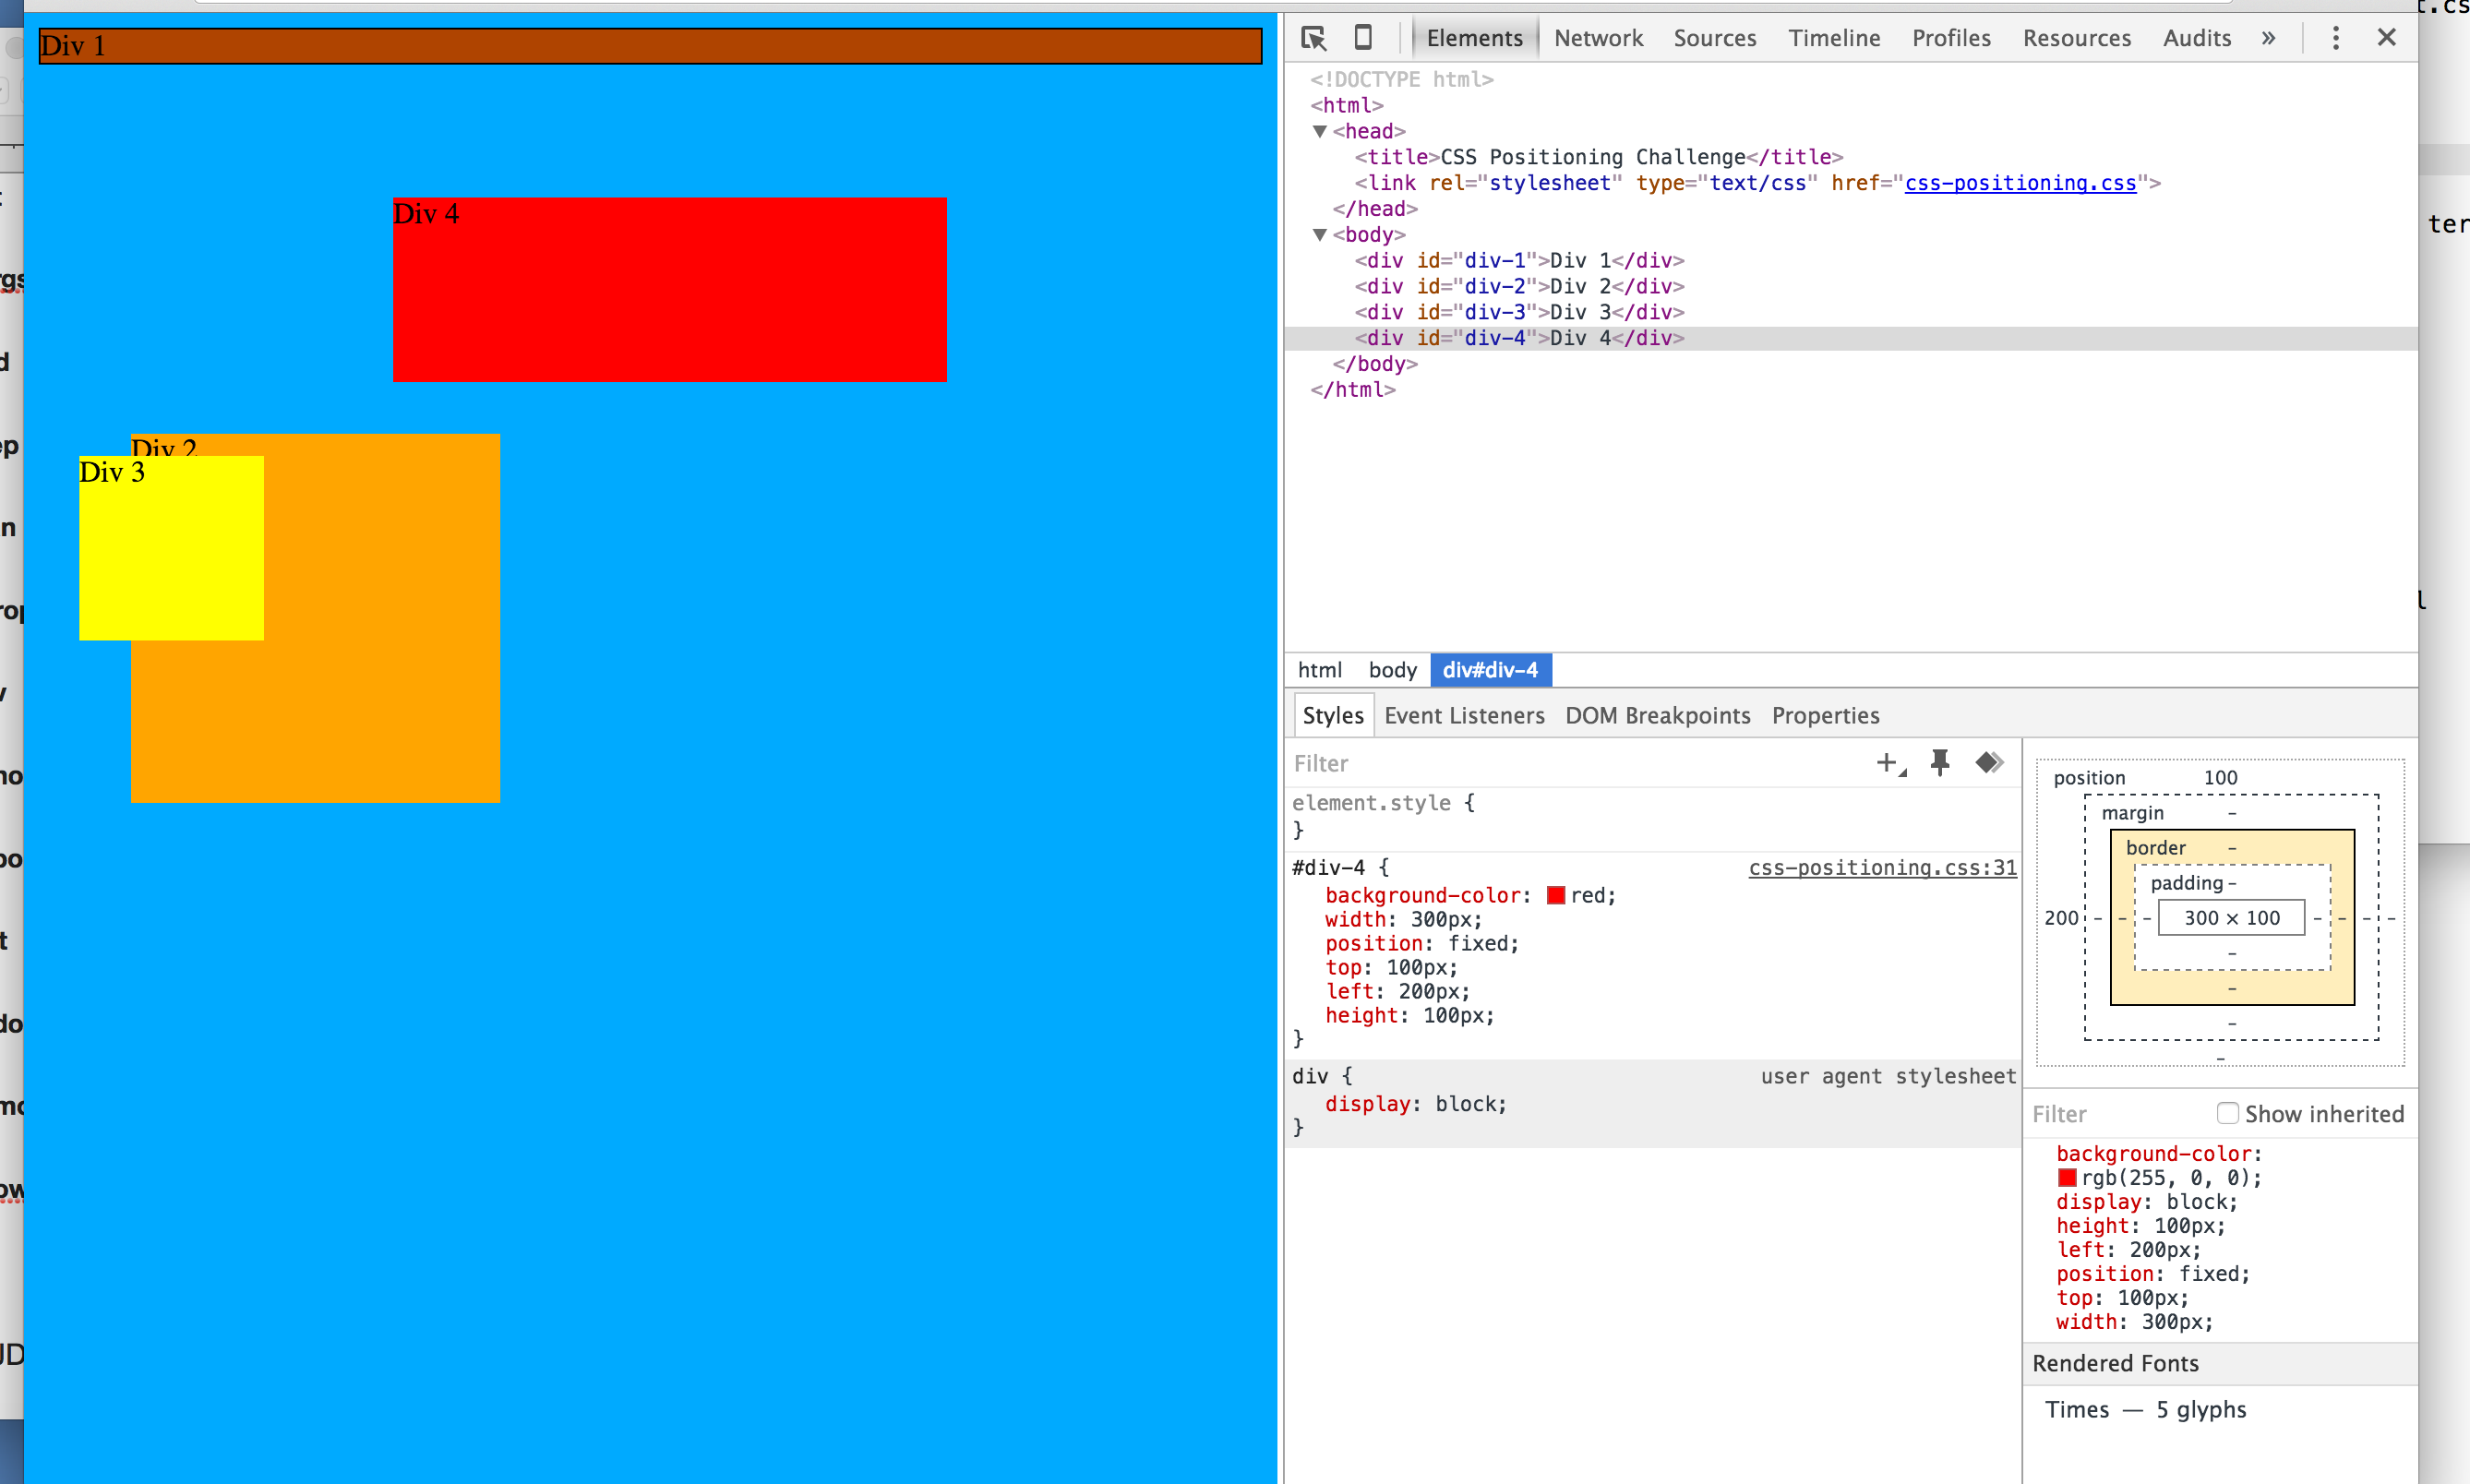 Div 1
Div 4
Div 2
Div 3
Elements Network Sources Timeline Profiles Resources Audits »
<!DOCTYPE html>
<html>
▼<head>
<title>CSS Positioning Challenge</title>
<link rel="stylesheet" type="text/css" href="css-positioning.css">
</head>
▼<body>
<div id="div-1">Div 1</div>
<div id="div-2">Div 2</div>
<div id="div-3">Div 3</div>
<div id="div-4">Div 4</div>
</body>
</html>
html body div#div-4
Styles Event Listeners DOM Breakpoints Properties
Filter
element.style {
}
#div-4 { css-positioning.css:31
background-color: red;
width: 300px;
position: fixed;
top: 100px;
left: 200px;
height: 100px;
}
div { user agent stylesheet
display: block;
}
position 100
margin -
border -
padding -
200 - - - 300 × 100 - - - -
-
-
-
-
Filter Show inherited
background-color:
rgb(255, 0, 0);
display: block;
height: 100px;
left: 200px;
position: fixed;
top: 100px;
width: 300px;
Rendered Fonts
Times — 5 glyphs